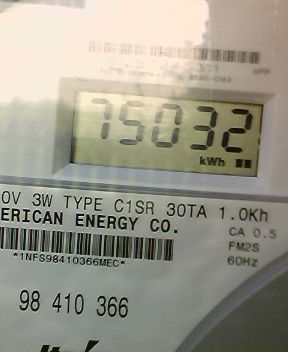 75032
kWh
0V 3W TYPE C1SR 30TA 1.0Kh
ERICAN ENERGY CO.
CA 0.5
FM2S
*1NFS98410366MEC*
60Hz
98 410 366